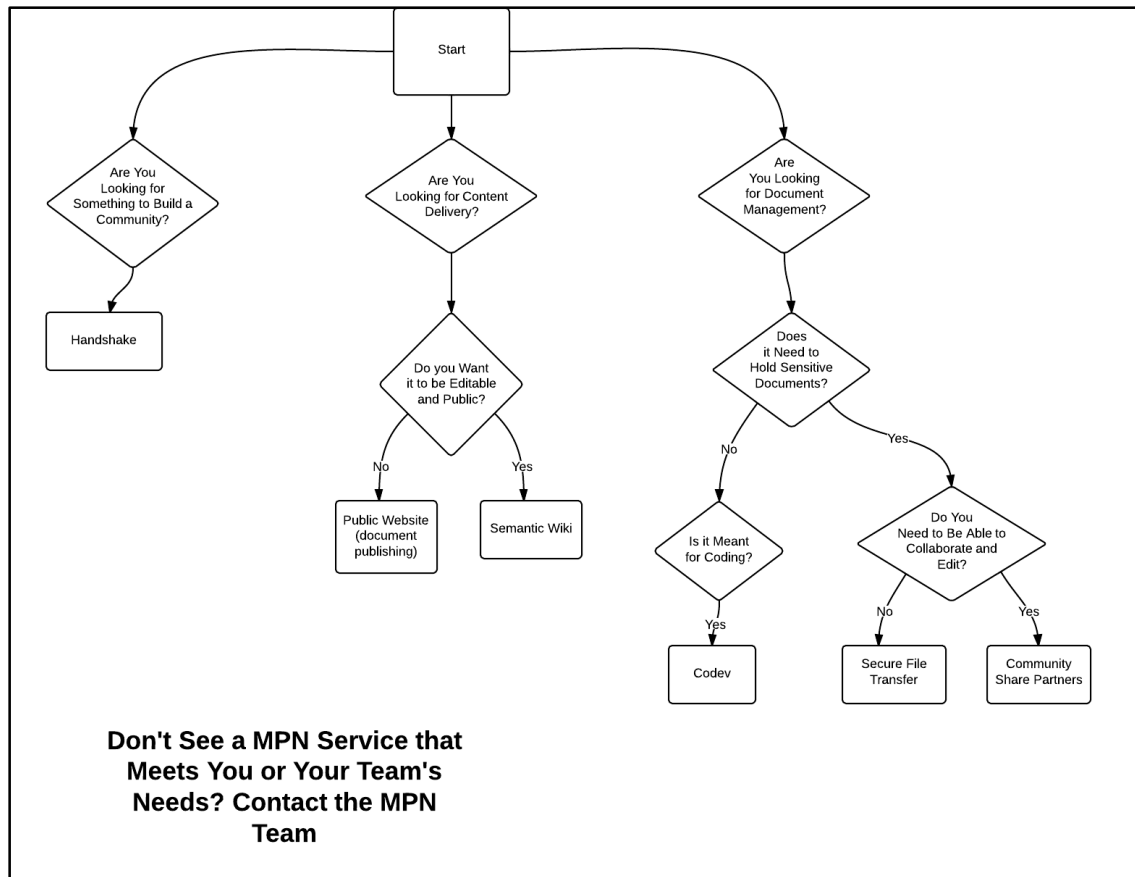 Start
Are You
Looking for
Something to Build a
Community?
Are You
Looking for Content
Delivery?
Are
You Looking
for Document
Management?
Handshake
Do you Want
it to be Editable
and Public?
Does
it Need to
Hold Sensitive
Documents?
No
Yes
No
Yes
Public Website
(document
publishing)
Semantic Wiki
Is it Meant
for Coding?
Do You
Need to Be Able to
Collaborate and
Edit?
Yes
No
Yes
Codev
Secure File
Transfer
Community
Share Partners
Don't See a MPN Service that
Meets You or Your Team's
Needs? Contact the MPN
Team